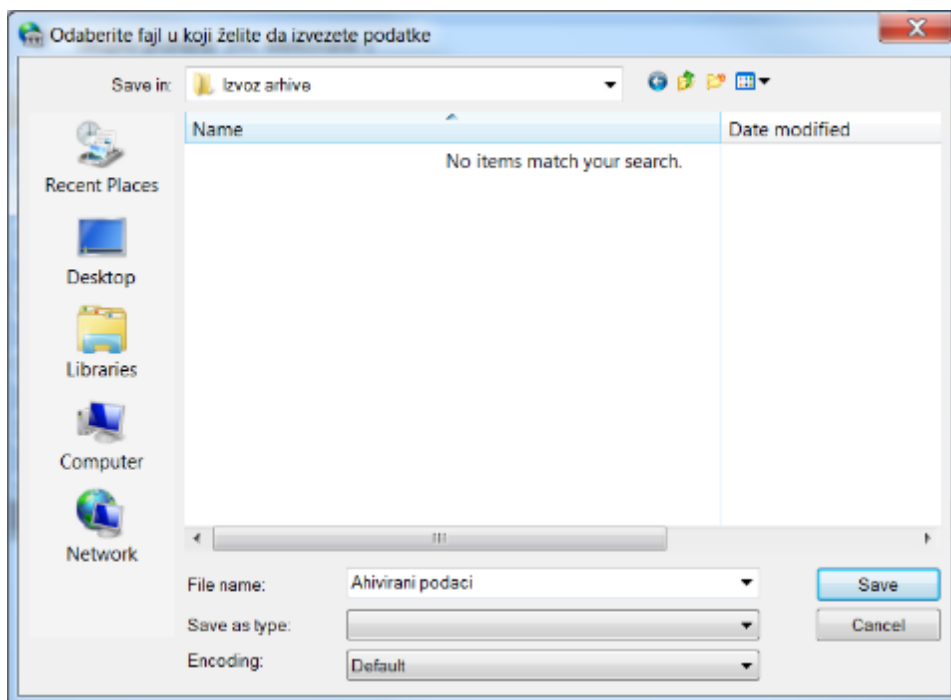 Odaberite fajl u koji želite da izvezete podatke
Save in:
Izvoz arhive
Name
Date modified
No items match your search.
Recent Places
Desktop
Libraries
Computer
Network
File name:
Ahivirani podaci
Save
Save as type:
Cancel
Encoding:
Default